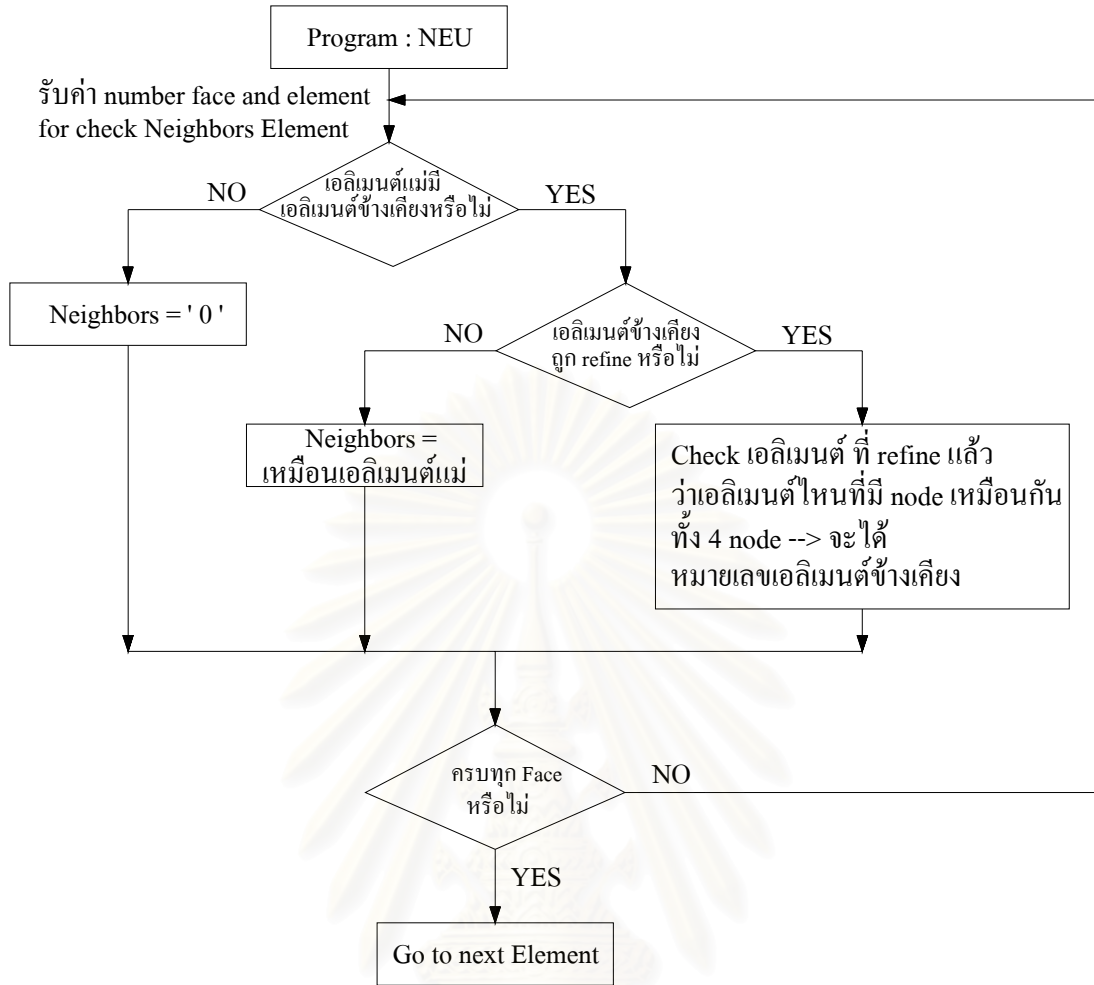 Program : NEU
รับค่า number face and element
for check Neighbors Element
NO
เอลิเมนต์แม่มี
เอลิเมนต์ข้างเคียงหรือไม่
YES
Neighbors = ' 0 '
NO
เอลิเมนต์ข้างเคียง
ถูก refine หรือไม่
YES
Neighbors =
เหมือนเอลิเมนต์แม่
Check เอลิเมนต์ ที่ refine แล้ว
ว่าเอลิเมนต์ไหนที่มี node เหมือนกัน
ทั้ง 4 node --> จะได้
หมายเลขเอลิเมนต์ข้างเคียง
ครบทุก Face
หรือไม่
NO
YES
Go to next Element